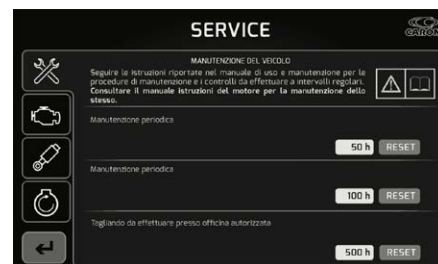 SERVICE
CARON
MANUTENZIONE DEL VEICOLO
Seguire le istruzioni riportate nel manuale di uso e manutenzione per le
procedure di manutenzione e i controlli da effettuare a intervalli regolari.
Consultare il manuale istruzioni del motore per la manutenzione dello
stesso.
Manutenzione periodica
50 h RESET
Manutenzione periodica
100 h RESET
Tagliando da effettuare presso officina autorizzata
500 h RESET